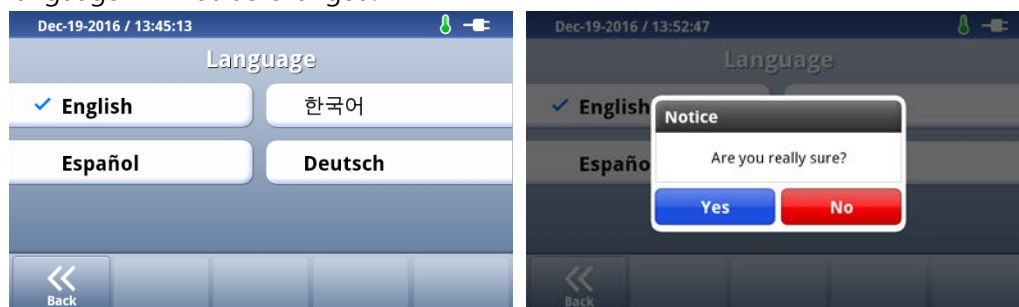 Dec-19-2016 / 13:45:13
Language
English
한국어
Español
Deutsch
Back
Dec-19-2016 / 13:52:47
Language
English
Notice
Are you really sure?
Españo
Yes
No
Back